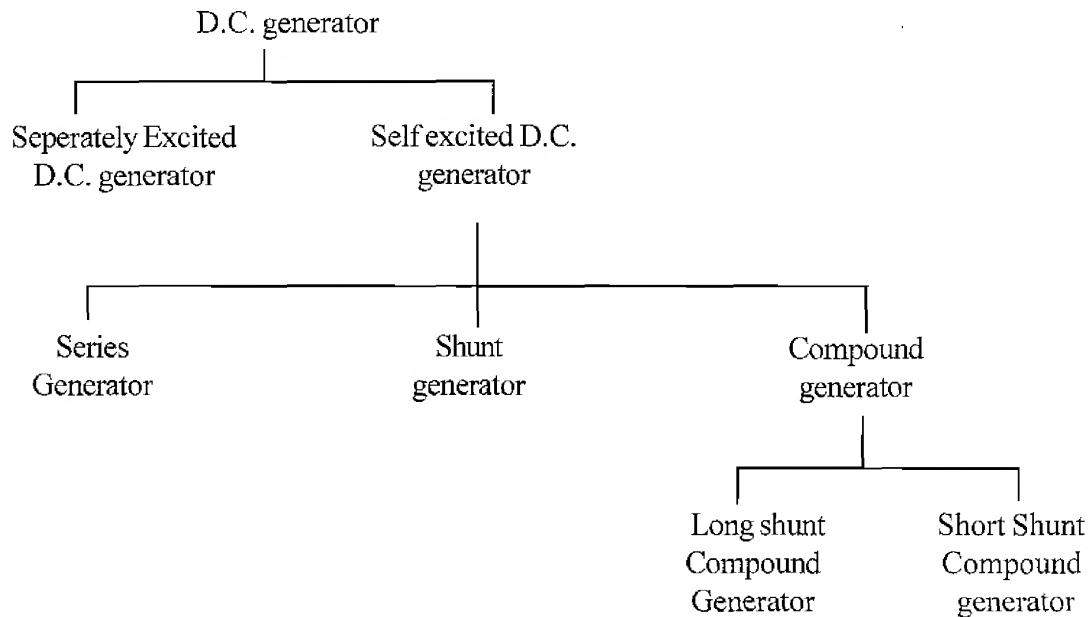 D.C. generator
Seperately Excited
D.C. generator
Self excited D.C.
generator
Series
Generator
Shunt
generator
Compound
generator
Long shunt
Compound
Generator
Short Shunt
Compound
generator